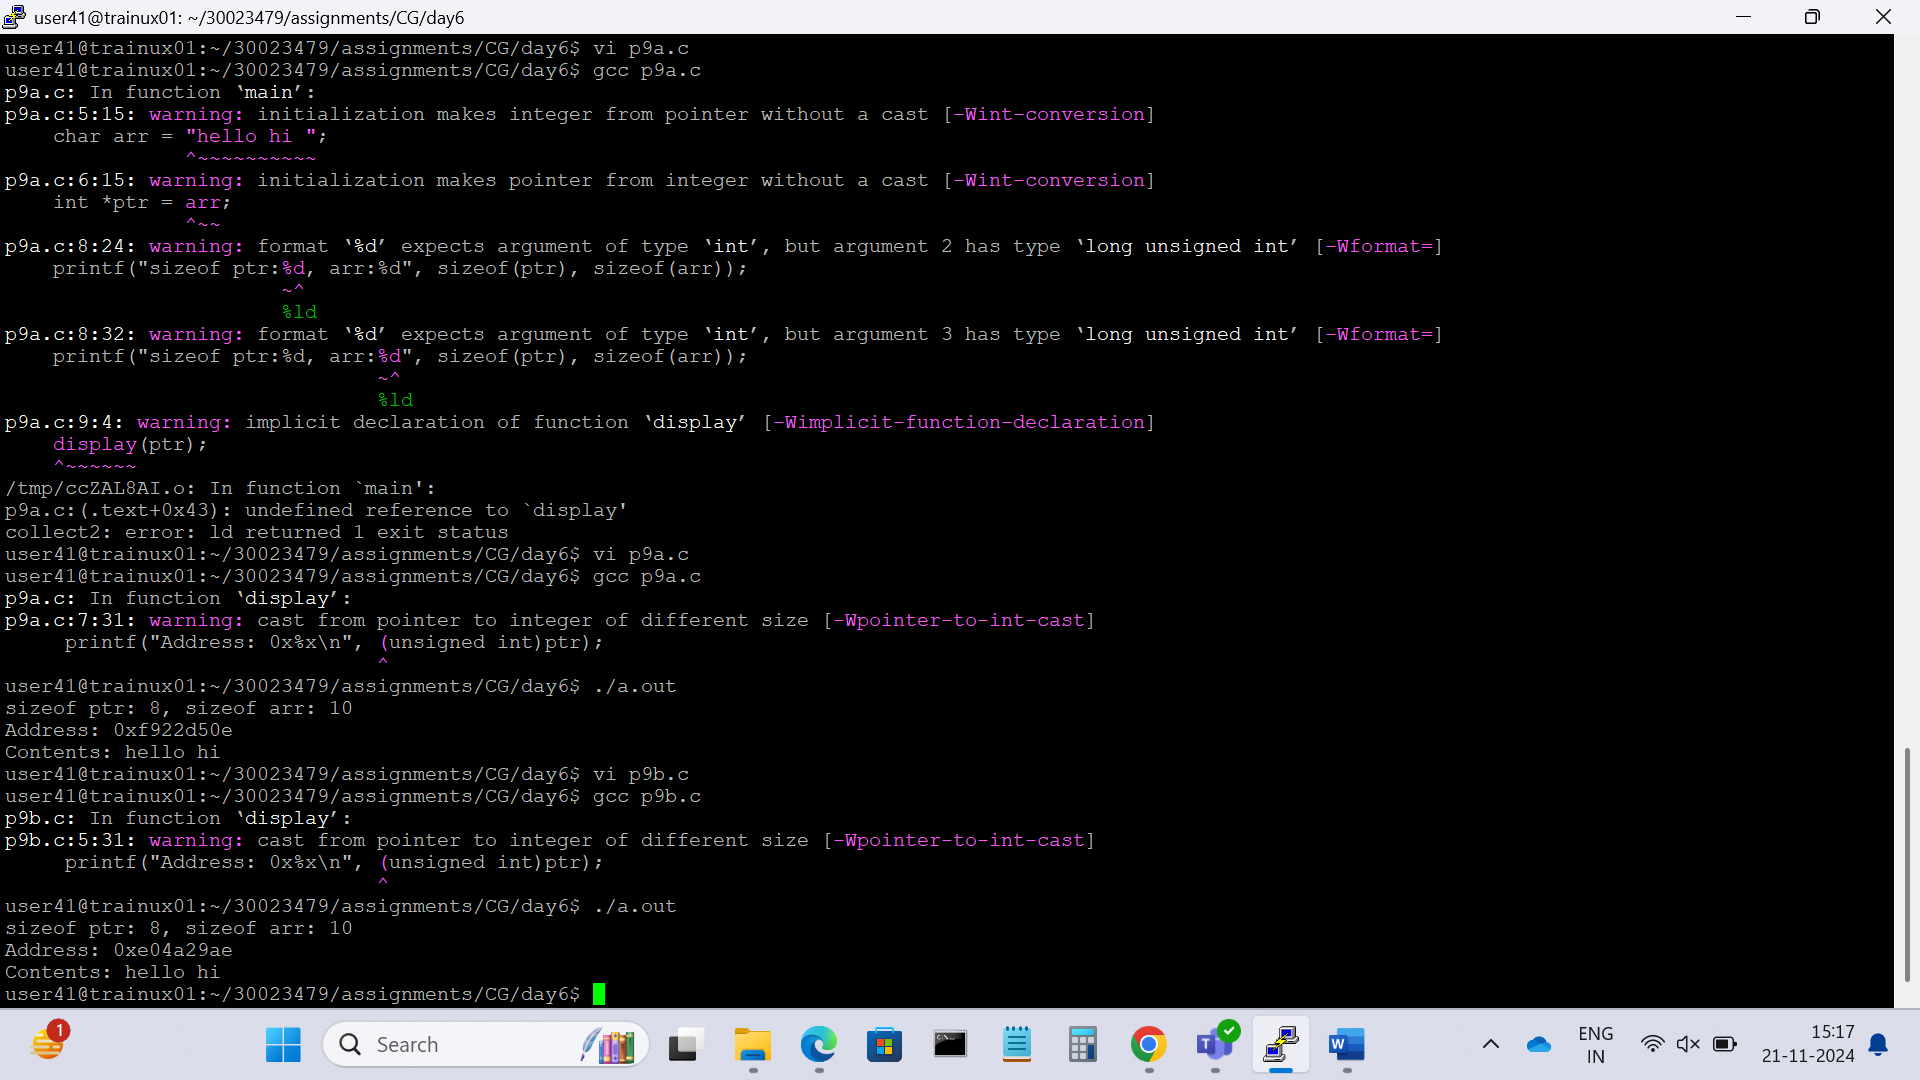 user41@trainux01: ~/30023479/assignments/CG/day6
user41@trainux01:~/30023479/assignments/CG/day6$ vi p9a.c
user41@trainux01:~/30023479/assignments/CG/day6$ gcc p9a.c
p9a.c: In function ‘main’:
p9a.c:5:15: warning: initialization makes integer from pointer without a cast [-Wint-conversion]
    char arr = "hello hi ";
               ^~~~~~~~~~~
p9a.c:6:15: warning: initialization makes pointer from integer without a cast [-Wint-conversion]
    int *ptr = arr;
               ^~~
p9a.c:8:24: warning: format ‘%d’ expects argument of type ‘int’, but argument 2 has type ‘long unsigned int’ [-Wformat=]
    printf("sizeof ptr:%d, arr:%d", sizeof(ptr), sizeof(arr));
                       ~^
                       %ld
p9a.c:8:32: warning: format ‘%d’ expects argument of type ‘int’, but argument 3 has type ‘long unsigned int’ [-Wformat=]
    printf("sizeof ptr:%d, arr:%d", sizeof(ptr), sizeof(arr));
                               ~^
                               %ld
p9a.c:9:4: warning: implicit declaration of function ‘display’ [-Wimplicit-function-declaration]
    display(ptr);
    ^~~~~~~
/tmp/ccZAL8AI.o: In function `main':
p9a.c:(.text+0x43): undefined reference to `display'
collect2: error: ld returned 1 exit status
user41@trainux01:~/30023479/assignments/CG/day6$ vi p9a.c
user41@trainux01:~/30023479/assignments/CG/day6$ gcc p9a.c
p9a.c: In function ‘display’:
p9a.c:7:31: warning: cast from pointer to integer of different size [-Wpointer-to-int-cast]
     printf("Address: 0x%x\n", (unsigned int)ptr);
                               ^
user41@trainux01:~/30023479/assignments/CG/day6$ ./a.out
sizeof ptr: 8, sizeof arr: 10
Address: 0xf922d50e
Contents: hello hi
user41@trainux01:~/30023479/assignments/CG/day6$ vi p9b.c
user41@trainux01:~/30023479/assignments/CG/day6$ gcc p9b.c
p9b.c: In function ‘display’:
p9b.c:5:31: warning: cast from pointer to integer of different size [-Wpointer-to-int-cast]
     printf("Address: 0x%x\n", (unsigned int)ptr);
                               ^
user41@trainux01:~/30023479/assignments/CG/day6$ ./a.out
sizeof ptr: 8, sizeof arr: 10
Address: 0xe04a29ae
Contents: hello hi
user41@trainux01:~/30023479/assignments/CG/day6$
1
Search
ENG
IN
15:17
21-11-2024